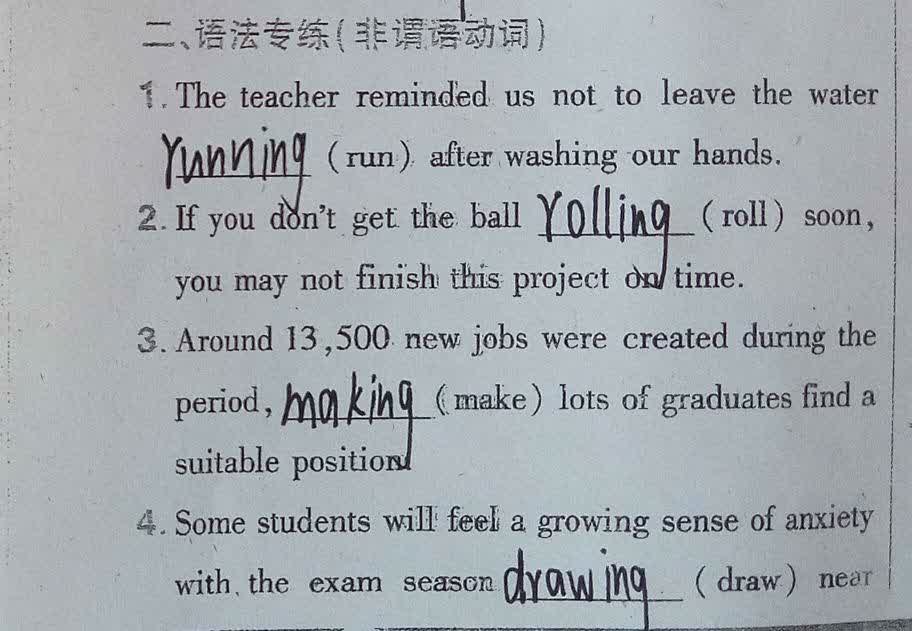 二、语法专练(非谓语动词)
1. The teacher reminded us not to leave the water
running (run) after washing our hands.
2. If you don't get the ball rolling (roll) soon,
you may not finish this project on time.
3. Around 13,500 new jobs were created during the
period, making (make) lots of graduates find a
suitable position
4. Some students will feel a growing sense of anxiety
with the exam season drawing (draw) near